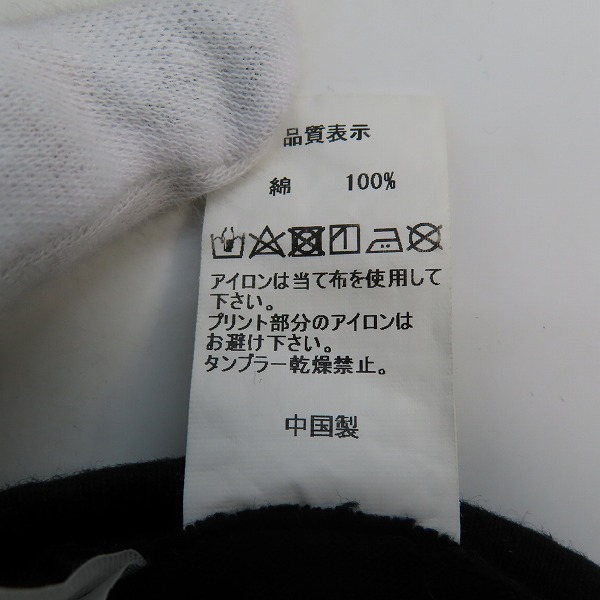 品質表示
綿 100%
アイロンは当て布を使用して
下さい。
プリント部分のアイロンは
お避け下さい。
タンブラー乾燥禁止。
中国製